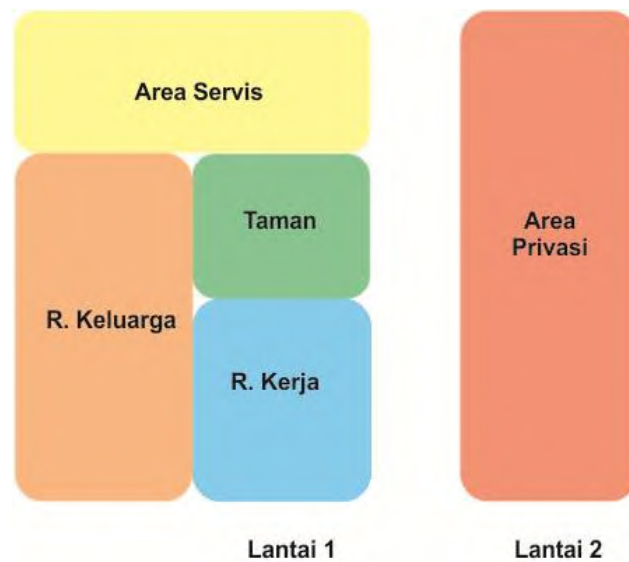 Area Servis
Taman
Area
Privasi
R. Keluarga
R. Kerja
Lantai 1
Lantai 2